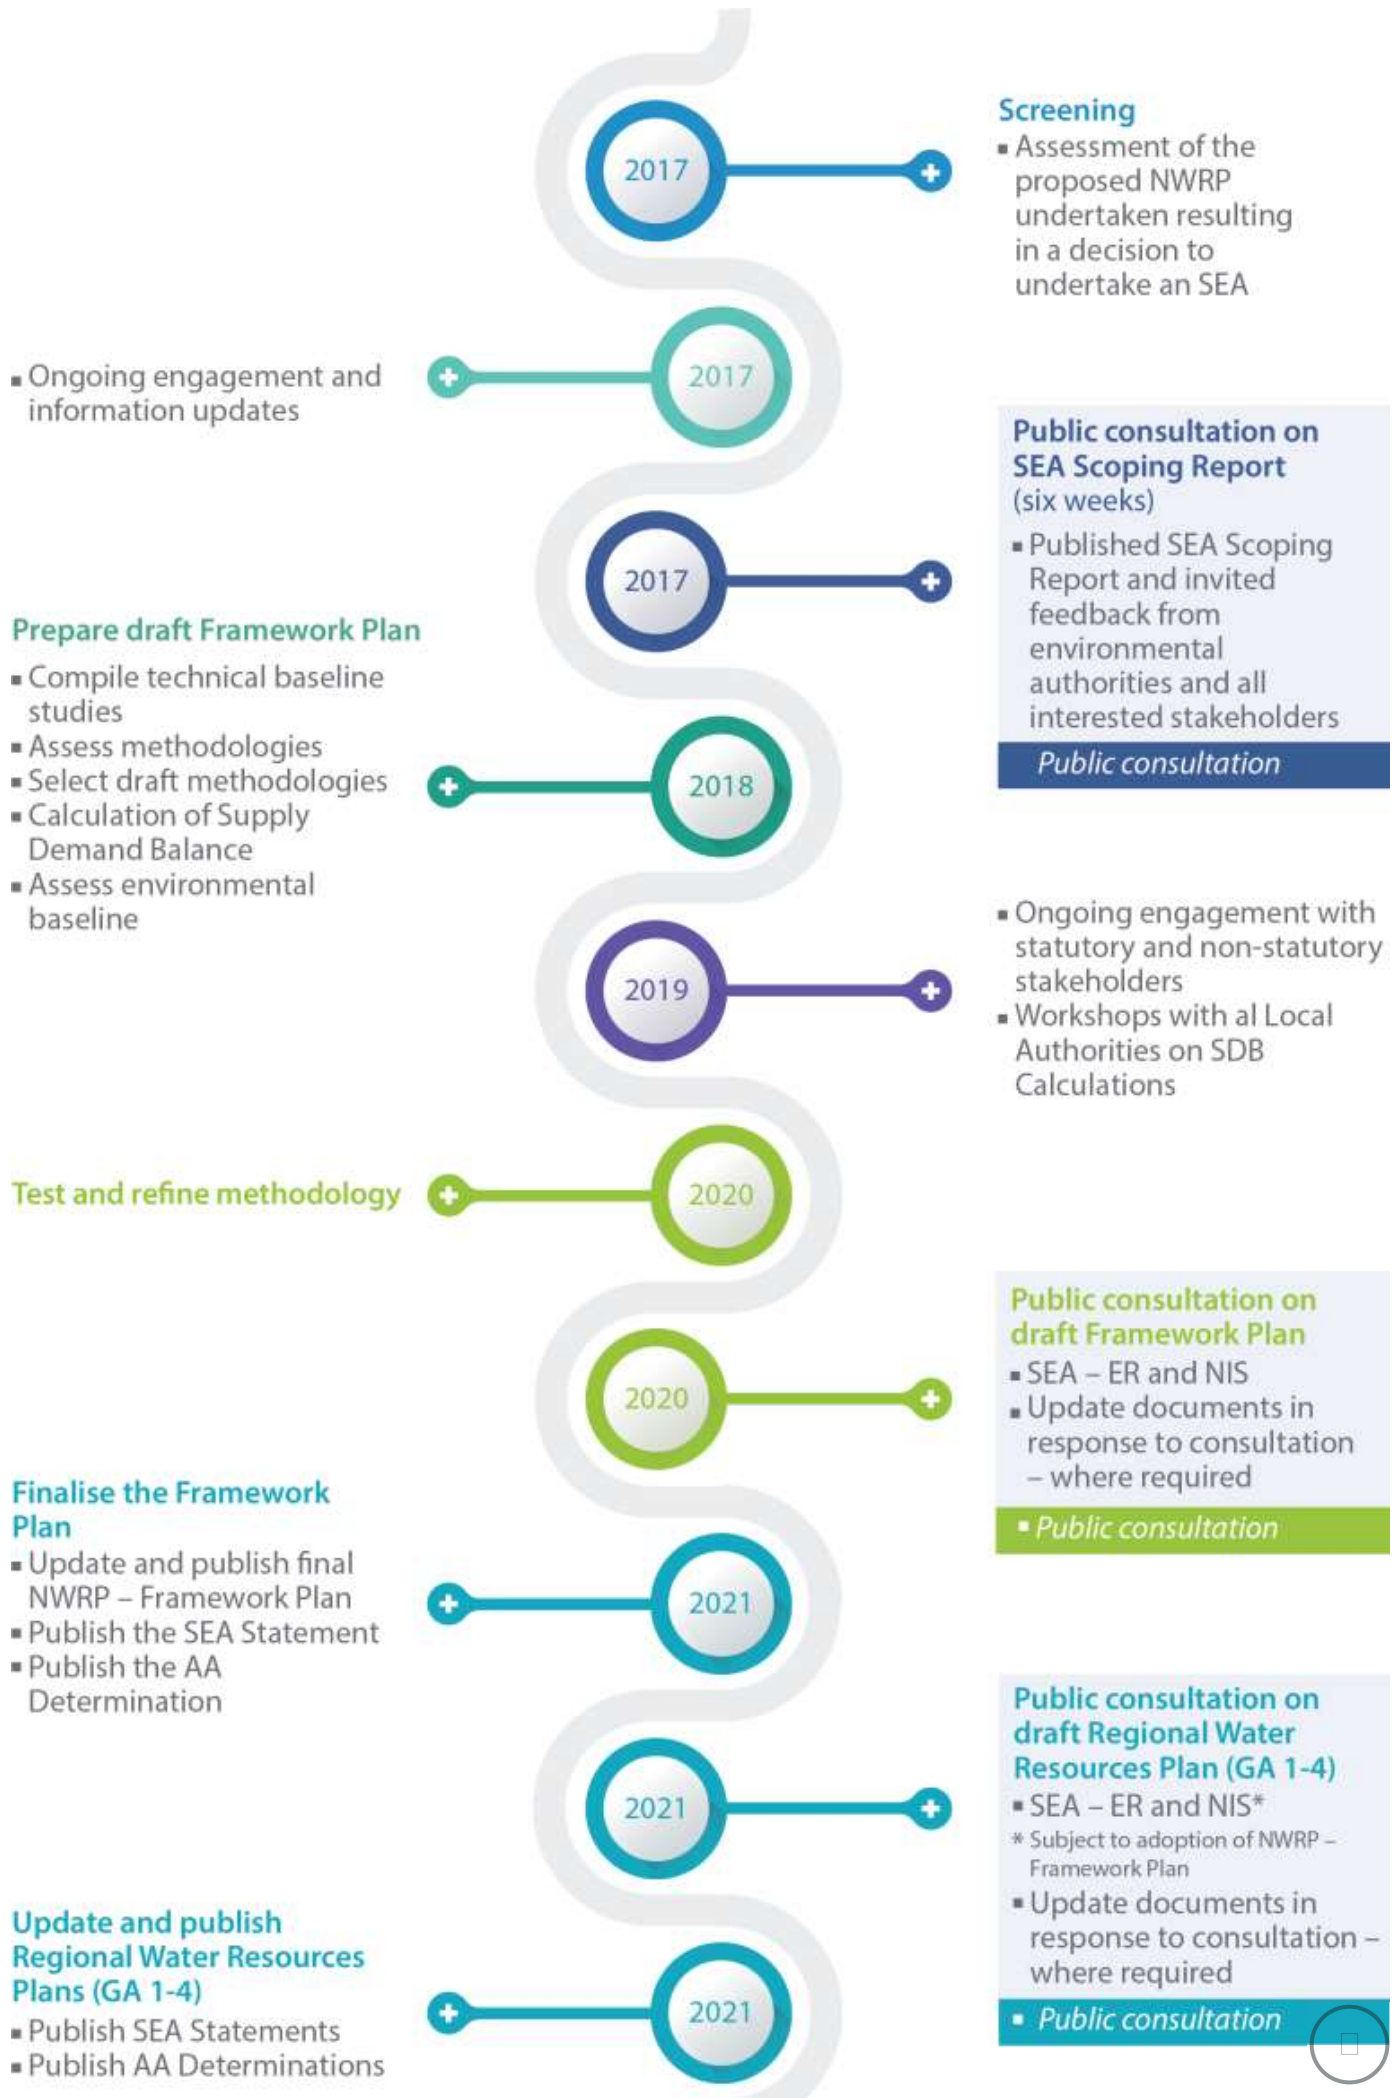 2017
Screening
▪ Assessment of the
proposed NWRP
undertaken resulting
in a decision to
undertake an SEA
2017
▪ Ongoing engagement and
information updates
2017
Public consultation on
SEA Scoping Report
(six weeks)
▪ Published SEA Scoping
Report and invited
feedback from
environmental
authorities and all
interested stakeholders
Public consultation
2018
Prepare draft Framework Plan
▪ Compile technical baseline
studies
▪ Assess methodologies
▪ Select draft methodologies
▪ Calculation of Supply
Demand Balance
▪ Assess environmental
baseline
2019
▪ Ongoing engagement with
statutory and non-statutory
stakeholders
▪ Workshops with al Local
Authorities on SDB
Calculations
2020
Test and refine methodology
2020
Public consultation on
draft Framework Plan
▪ SEA – ER and NIS
▪ Update documents in
response to consultation
– where required
▪ Public consultation
2021
Finalise the Framework
Plan
▪ Update and publish final
NWRP – Framework Plan
▪ Publish the SEA Statement
▪ Publish the AA
Determination
2021
Public consultation on
draft Regional Water
Resources Plan (GA 1-4)
▪ SEA – ER and NIS*
* Subject to adoption of NWRP –
Framework Plan
▪ Update documents in
response to consultation –
where required
▪ Public consultation
2021
Update and publish
Regional Water Resources
Plans (GA 1-4)
▪ Publish SEA Statements
▪ Publish AA Determinations